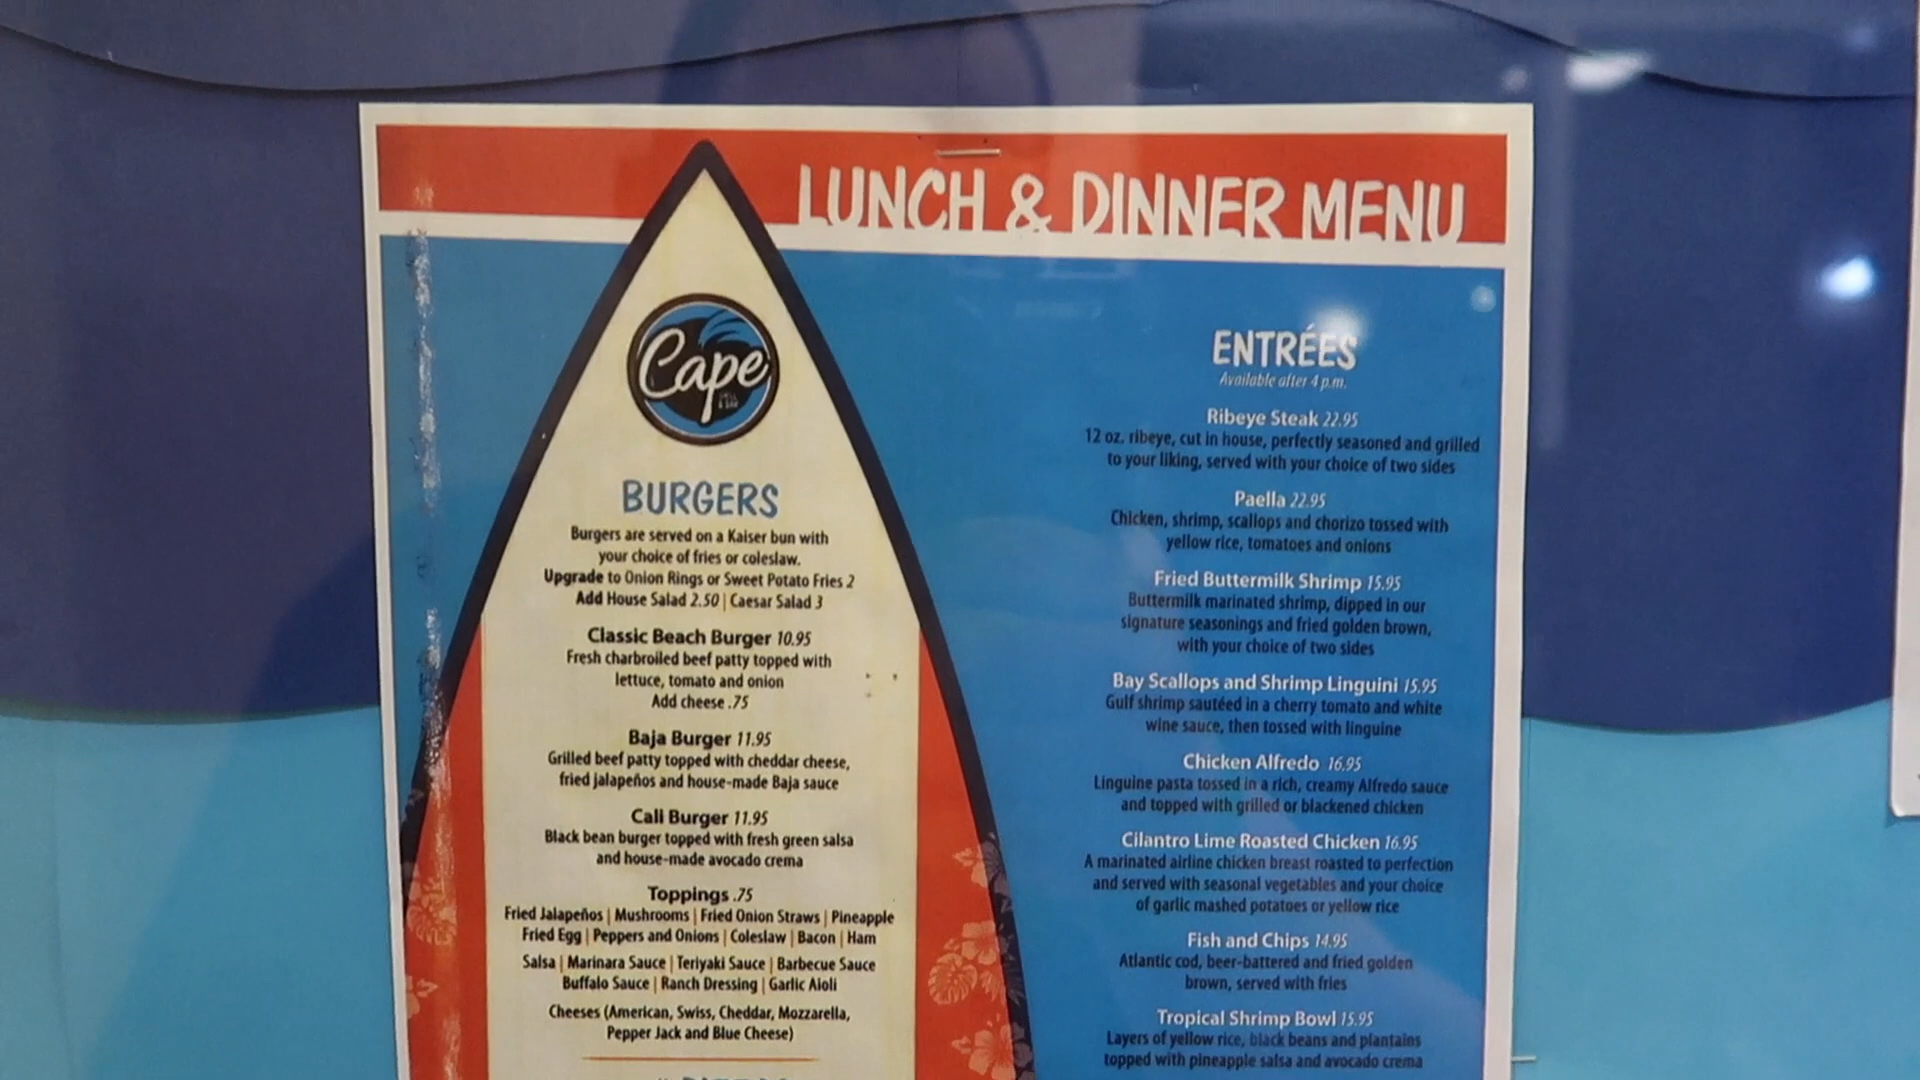 LUNCH & DINNER MENU
Cape
BURGERS
Burgers are served on a Kaiser bun with
your choice of fries or coleslaw.
Upgrade to Onion Rings or Sweet Potato Fries 2
Add House Salad 2.50 | Caesar Salad 3
Classic Beach Burger 10.95
Fresh charbroiled beef patty topped with
lettuce, tomato and onion
Add cheese .75
Baja Burger 11.95
Grilled beef patty topped with cheddar cheese,
fried jalapeños and house-made Baja sauce
Cali Burger 11.95
Black bean burger topped with fresh green salsa
and house-made avocado crema
Toppings .75
Fried Jalapeños | Mushrooms | Fried Onion Straws | Pineapple
Fried Egg | Peppers and Onions | Coleslaw | Bacon | Ham
Salsa | Marinara Sauce | Teriyaki Sauce | Barbecue Sauce
Buffalo Sauce | Ranch Dressing | Garlic Aioli
Cheeses (American, Swiss, Cheddar, Mozzarella,
Pepper Jack and Blue Cheese)
ENTRÉES
Available after 4 p.m.
Ribeye Steak 22.95
12 oz. ribeye, cut in house, perfectly seasoned and grilled
to your liking, served with your choice of two sides
Paella 22.95
Chicken, shrimp, scallops and chorizo tossed with
yellow rice, tomatoes and onions
Fried Buttermilk Shrimp 15.95
Buttermilk marinated shrimp, dipped in our
signature seasonings and fried golden brown,
with your choice of two sides
Bay Scallops and Shrimp Linguini 15.95
Gulf shrimp sautéed in a cherry tomato and white
wine sauce, then tossed with linguine
Chicken Alfredo 16.95
Linguine pasta tossed in a rich, creamy Alfredo sauce
and topped with grilled or blackened chicken
Cilantro Lime Roasted Chicken 16.95
A marinated airline chicken breast roasted to perfection
and served with seasonal vegetables and your choice
of garlic mashed potatoes or yellow rice
Fish and Chips 14.95
Atlantic cod, beer-battered and fried golden
brown, served with fries
Tropical Shrimp Bowl 15.95
Layers of yellow rice, black beans and plantains
topped with pineapple salsa and avocado crema